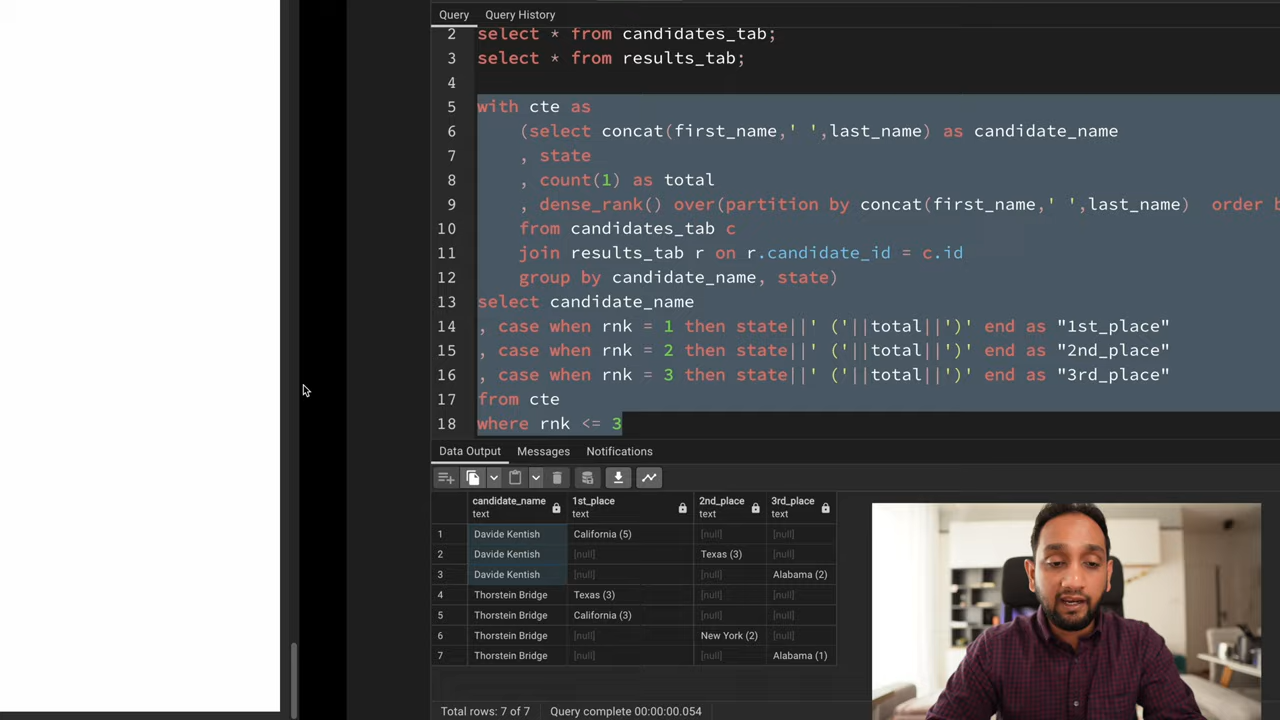 Query Query History
2 select * from candidates_tab;
3 select * from results_tab;
4
5 with cte as
6 (select concat(first_name,' ',last_name) as candidate_name
7 , state
8 , count(1) as total
9 , dense_rank() over(partition by concat(first_name,' ',last_name) order b
10 from candidates_tab c
11 join results_tab r on r.candidate_id = c.id
12 group by candidate_name, state)
13 select candidate_name
14 , case when rnk = 1 then state||' ('||total||')' end as "1st_place"
15 , case when rnk = 2 then state||' ('||total||')' end as "2nd_place"
16 , case when rnk = 3 then state||' ('||total||')' end as "3rd_place"
17 from cte
18 where rnk <= 3
Data Output Messages Notifications
candidate_name 1st_place 2nd_place 3rd_place
text text text text
1 Davide Kentish California (5) [null] [null]
2 Davide Kentish [null] Texas (3) [null]
3 Davide Kentish [null] [null] Alabama (2)
4 Thorstein Bridge Texas (3) [null] [null]
5 Thorstein Bridge California (3) [null] [null]
6 Thorstein Bridge [null] New York (2) [null]
7 Thorstein Bridge [null] [null] Alabama (1)
Total rows: 7 of 7 Query complete 00:00:00.054